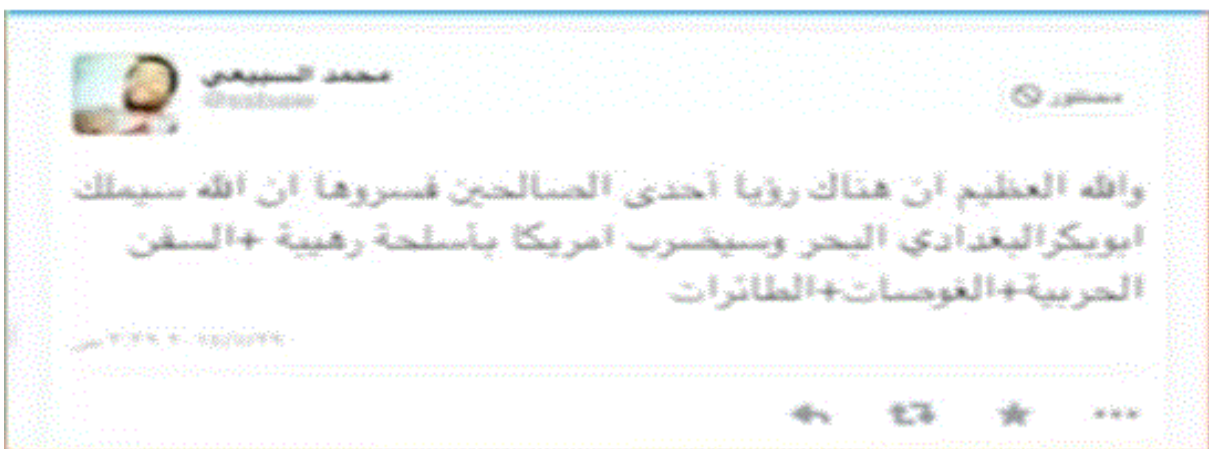 محمد السبيعي
محظور
والله العظيم ان هناك رؤيا أحدى الصالحين فسروها ان الله سيملك
ابوبكرالبغدادي البحر وسيضرب امريكا بأسلحة رهيبة +السفن
الحربية+الغوصات+الطائرات